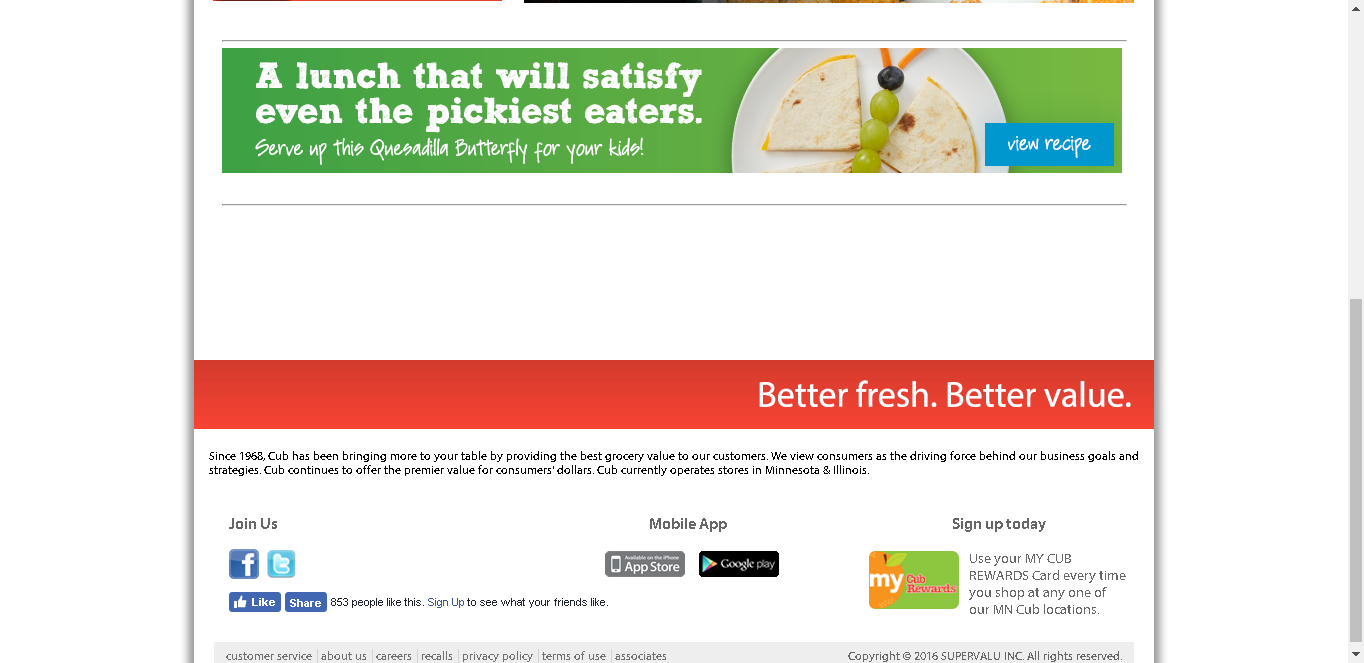 A lunch that will satisfy
even the pickiest eaters.
Serve up this Quesadilla Butterfly for your kids!
view recipe
Better fresh. Better value.
Since 1968, Cub has been bringing more to your table by providing the best grocery value to our customers. We view consumers as the driving force behind our business goals and
strategies. Cub continues to offer the premier value for consumers' dollars. Cub currently operates stores in Minnesota & Illinois.
Join Us
Mobile App
Sign up today
Available on the iPhone
App Store
Google play
my Cub
Rewards
Use your MY CUB
REWARDS Card every time
you shop at any one of
our MN Cub locations.
Like Share 853 people like this. Sign Up to see what your friends like.
customer service | about us | careers | recalls | privacy policy | terms of use | associates
Copyright © 2016 SUPERVALU INC. All rights reserved.